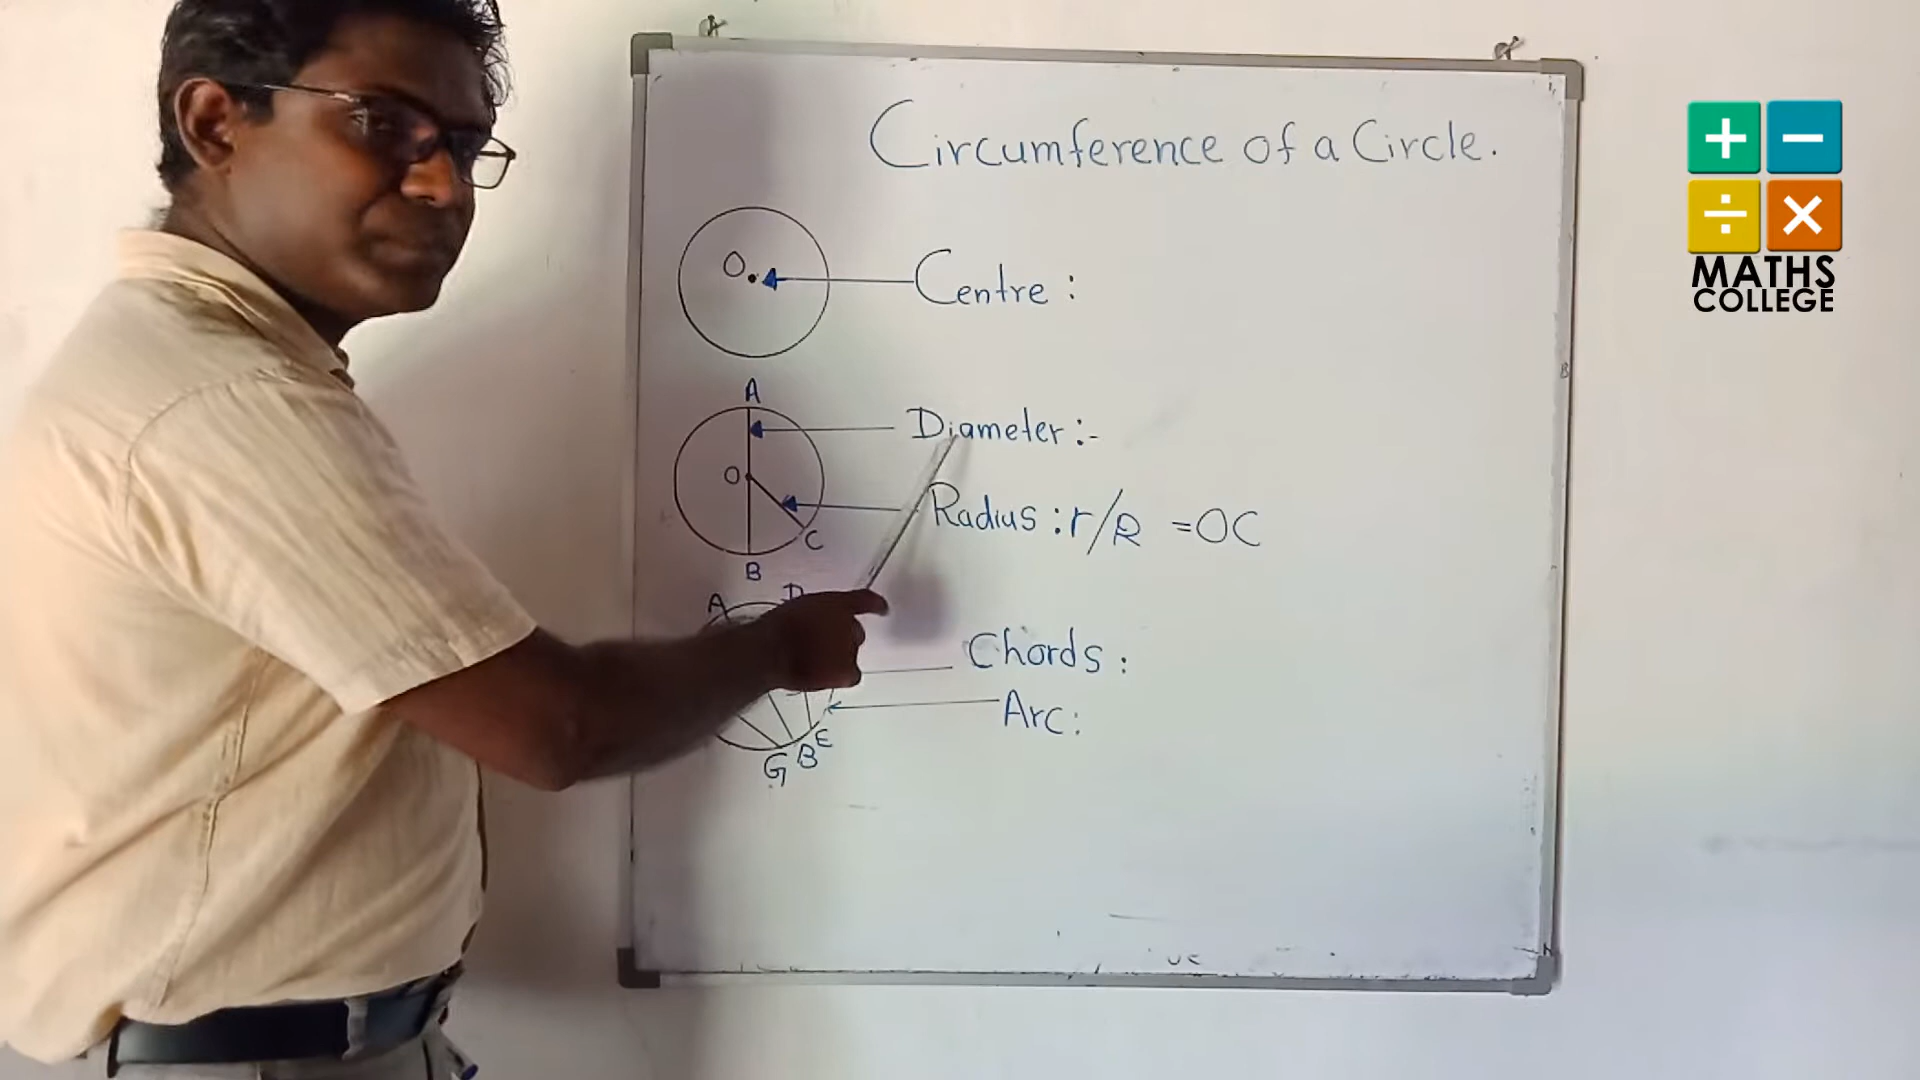 Circumference of a Circle.
O
Centre :
A
Diameter :-
O
Radius : r/R = OC
C
B
A D
Chords :
Arc :
G B E
+ −
÷ ×
MATHS
COLLEGE